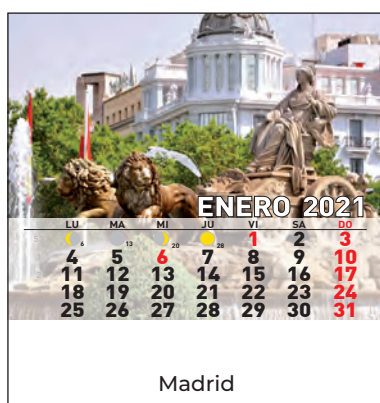 ENERO 2021
LU MA MI JU VI SA DO
6 13 20 28 1 2 3
4 5 6 7 8 9 10
11 12 13 14 15 16 17
18 19 20 21 22 23 24
25 26 27 28 29 30 31
Madrid